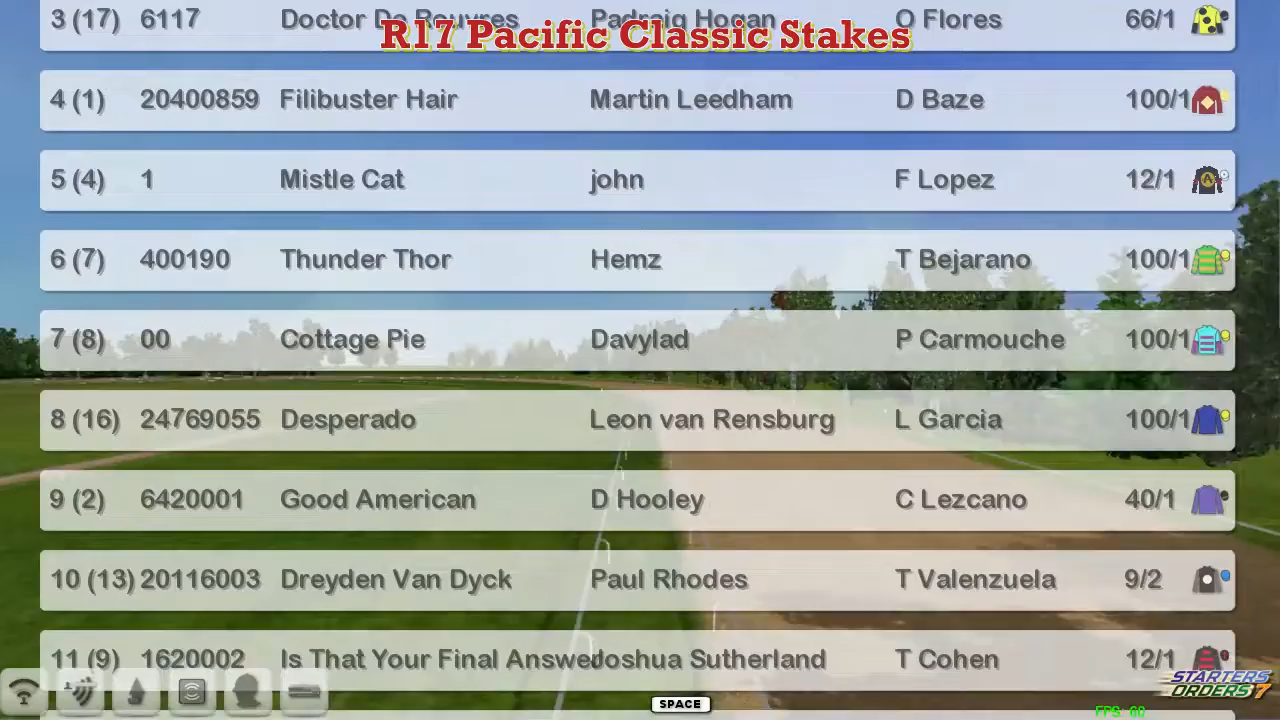 3 (17) 6117 Doctor De Rouvres Padraig Hogan O Flores 66/1
R17 Pacific Classic Stakes
4 (1) 20400859 Filibuster Hair Martin Leedham D Baze 100/1
5 (4) 1 Mistle Cat john F Lopez 12/1
6 (7) 400190 Thunder Thor Hemz T Bejarano 100/1
7 (8) 00 Cottage Pie Davylad P Carmouche 100/1
8 (16) 24769055 Desperado Leon van Rensburg L Garcia 100/1
9 (2) 6420001 Good American D Hooley C Lezcano 40/1
10 (13) 20116003 Dreyden Van Dyck Paul Rhodes T Valenzuela 9/2
11 (9) 1620002 Is That Your Final Answer Joshua Sutherland T Cohen 12/1
STARTERS
ORDERS 7
SPACE
FPS: 60